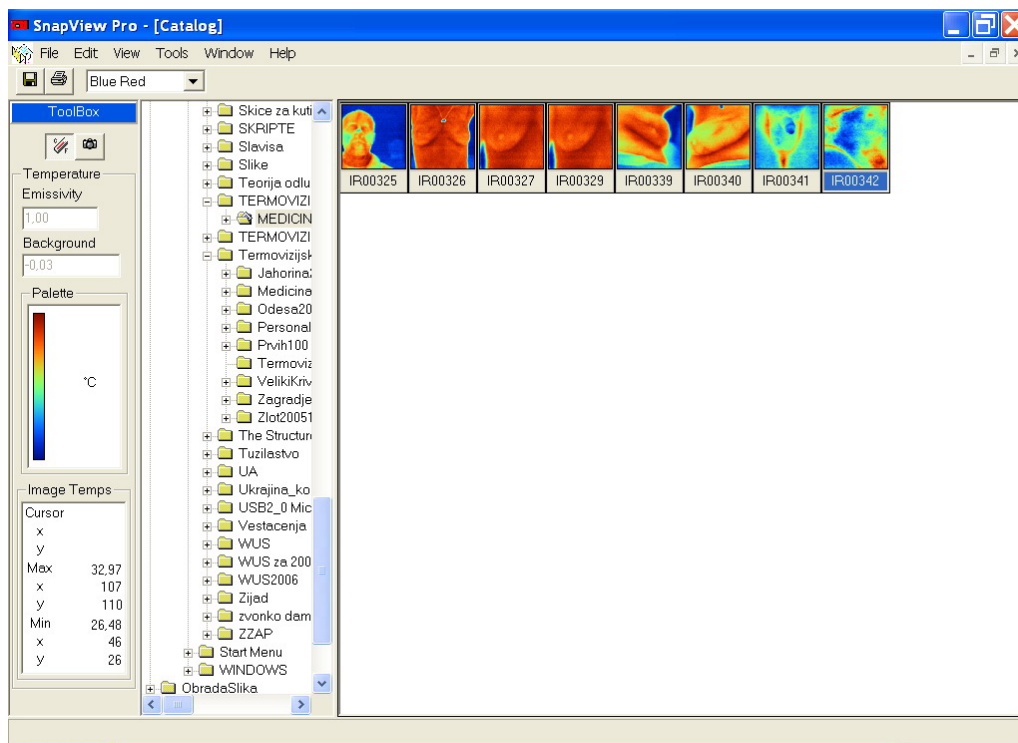 SnapView Pro - [Catalog]
File Edit View Tools Window Help
Blue Red
ToolBox
Temperature
Emissivity
1,00
Background
-0,03
Palette
°C
Image Temps
Cursor
x
y
Max 32,97
x 107
y 110
Min 26,48
x 46
y 26
Skice za kuti
SKRIPTE
Slavisa
Slike
Teorija odlu
TERMOVIZI
MEDICIN
TERMOVIZI
Termovizijsk
Jahorina2
Medicina
Odesa20
Personal
Prvih100
Termoviz
VelikiKriv
Zagradje
Zlot20051
The Structure
Tuzilastvo
UA
Ukrajina_ko
USB2_0 Mic
Vestacenja
WUS
WUS za 200
WUS2006
Zijad
zvonko dam
ZZAP
Start Menu
WINDOWS
ObradaSlika
IR00325 IR00326 IR00327 IR00329 IR00339 IR00340 IR00341 IR00342